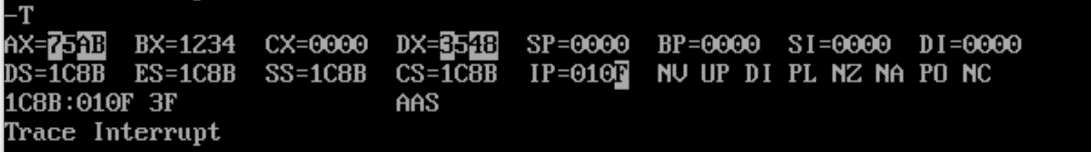 -T
AX=75AB  BX=1234  CX=0000  DX=3548  SP=0000  BP=0000  SI=0000  DI=0000
DS=1C8B  ES=1C8B  SS=1C8B  CS=1C8B  IP=010F  NV UP DI PL NZ NA PO NC
1C8B:010F 3F                AAS
Trace Interrupt